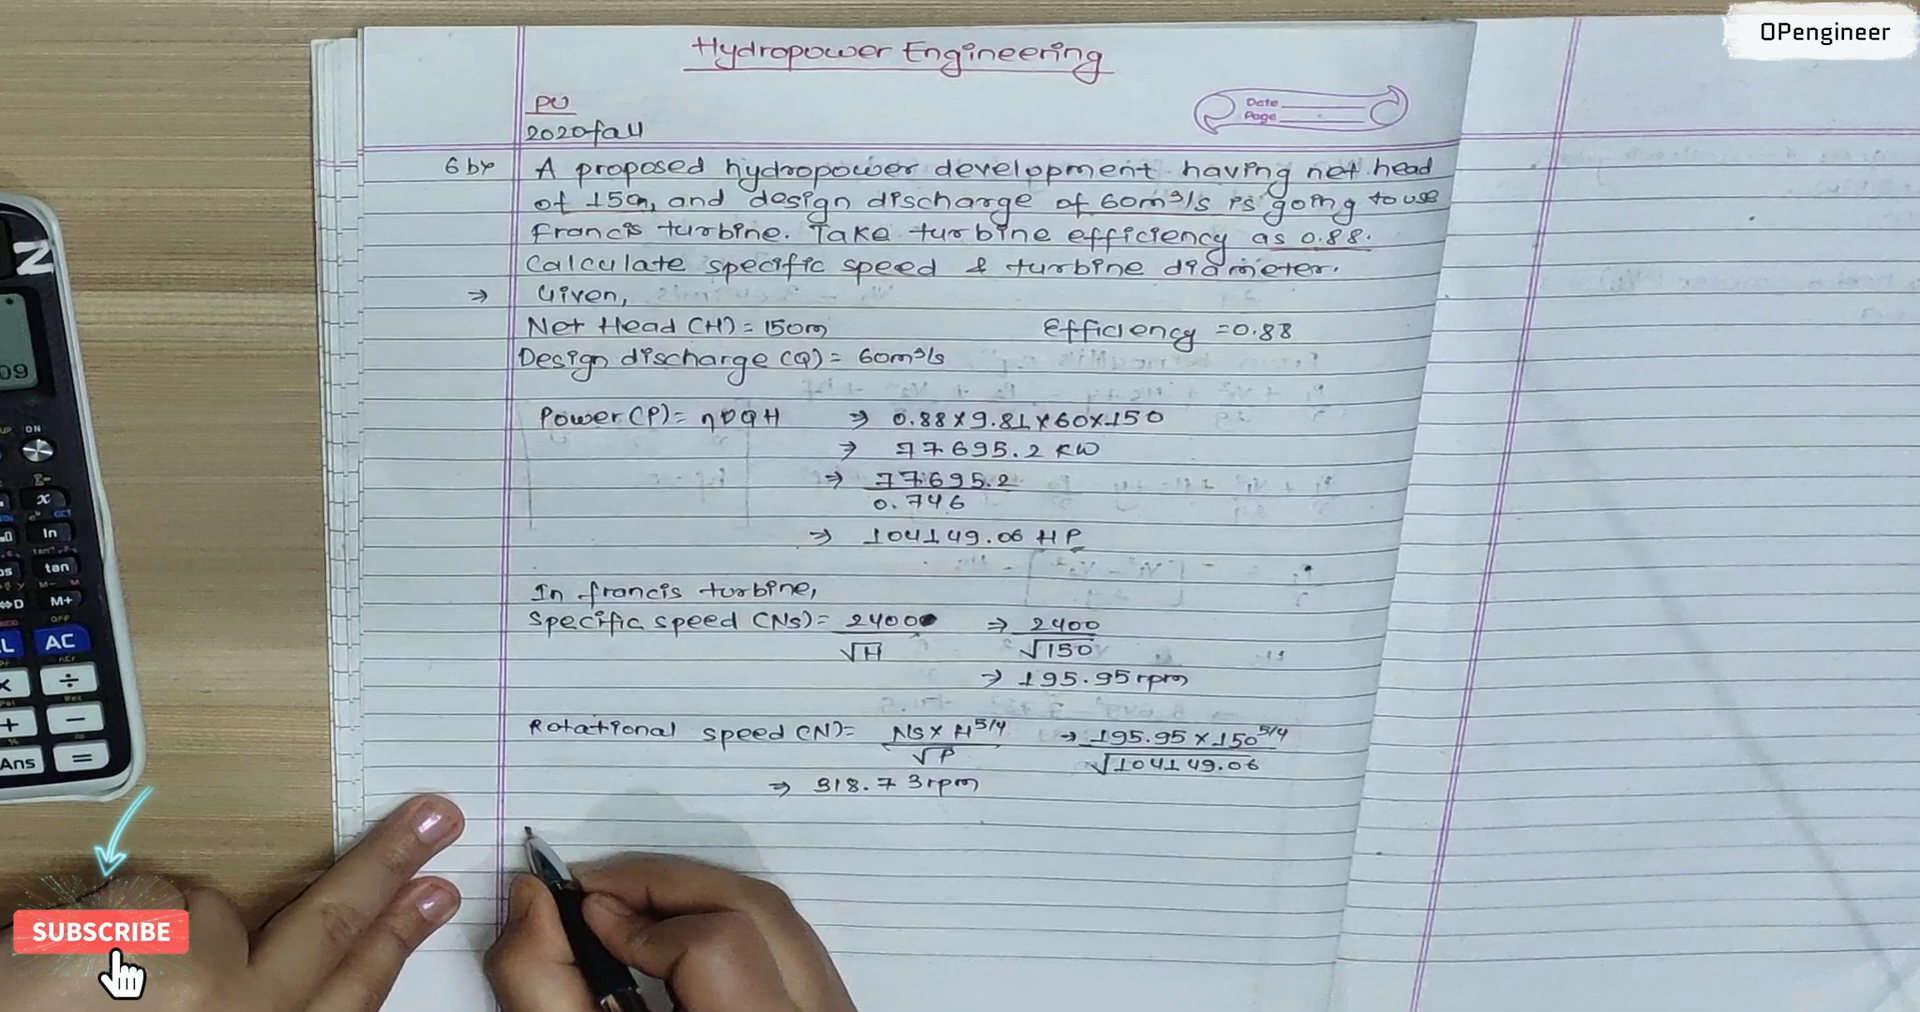 OPengineer
Hydropower Engineering
PU
2020 fall
Date
Page
6 b) A proposed hydropower development having net head
of 150m, and design discharge of 60m³/s is going to use
francis turbine. Take turbine efficiency as 0.88.
Calculate specific speed & turbine diameter.
⇒ Given,
Net Head (H) = 150m Efficiency = 0.88
Design discharge (Q) = 60m³/s
Power (P) = ηϑQH ⇒ 0.88×9.81×60×150
⇒ 77695.2 KW
⇒ 77695.2
0.746
⇒ 104149.06 HP
In francis turbine,
Specific speed (Ns) = 2400 ⇒ 2400
√H √150
⇒ 195.95 rpm
Rotational speed (N) = Ns × H^5/4 → 195.95 × 150^5/4
√P √104149.06
⇒ 318.73 rpm
N
09
ON
x
ln
tan
M+
AC
÷
+ −
Ans =
SUBSCRIBE